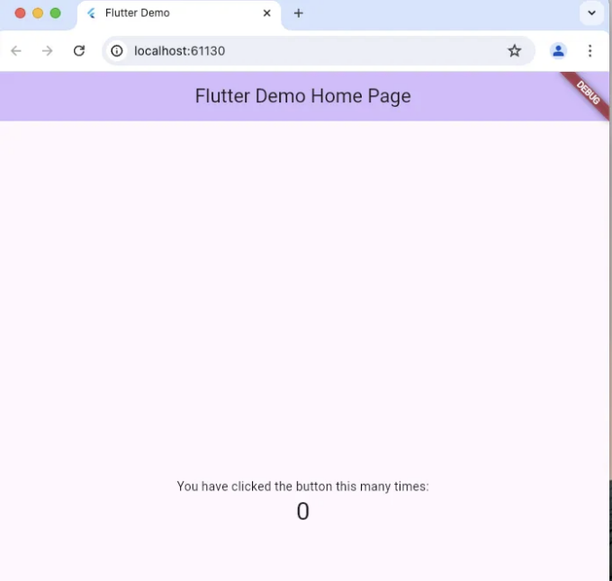 Flutter Demo
localhost:61130
Flutter Demo Home Page
DEBUG
You have clicked the button this many times:
0